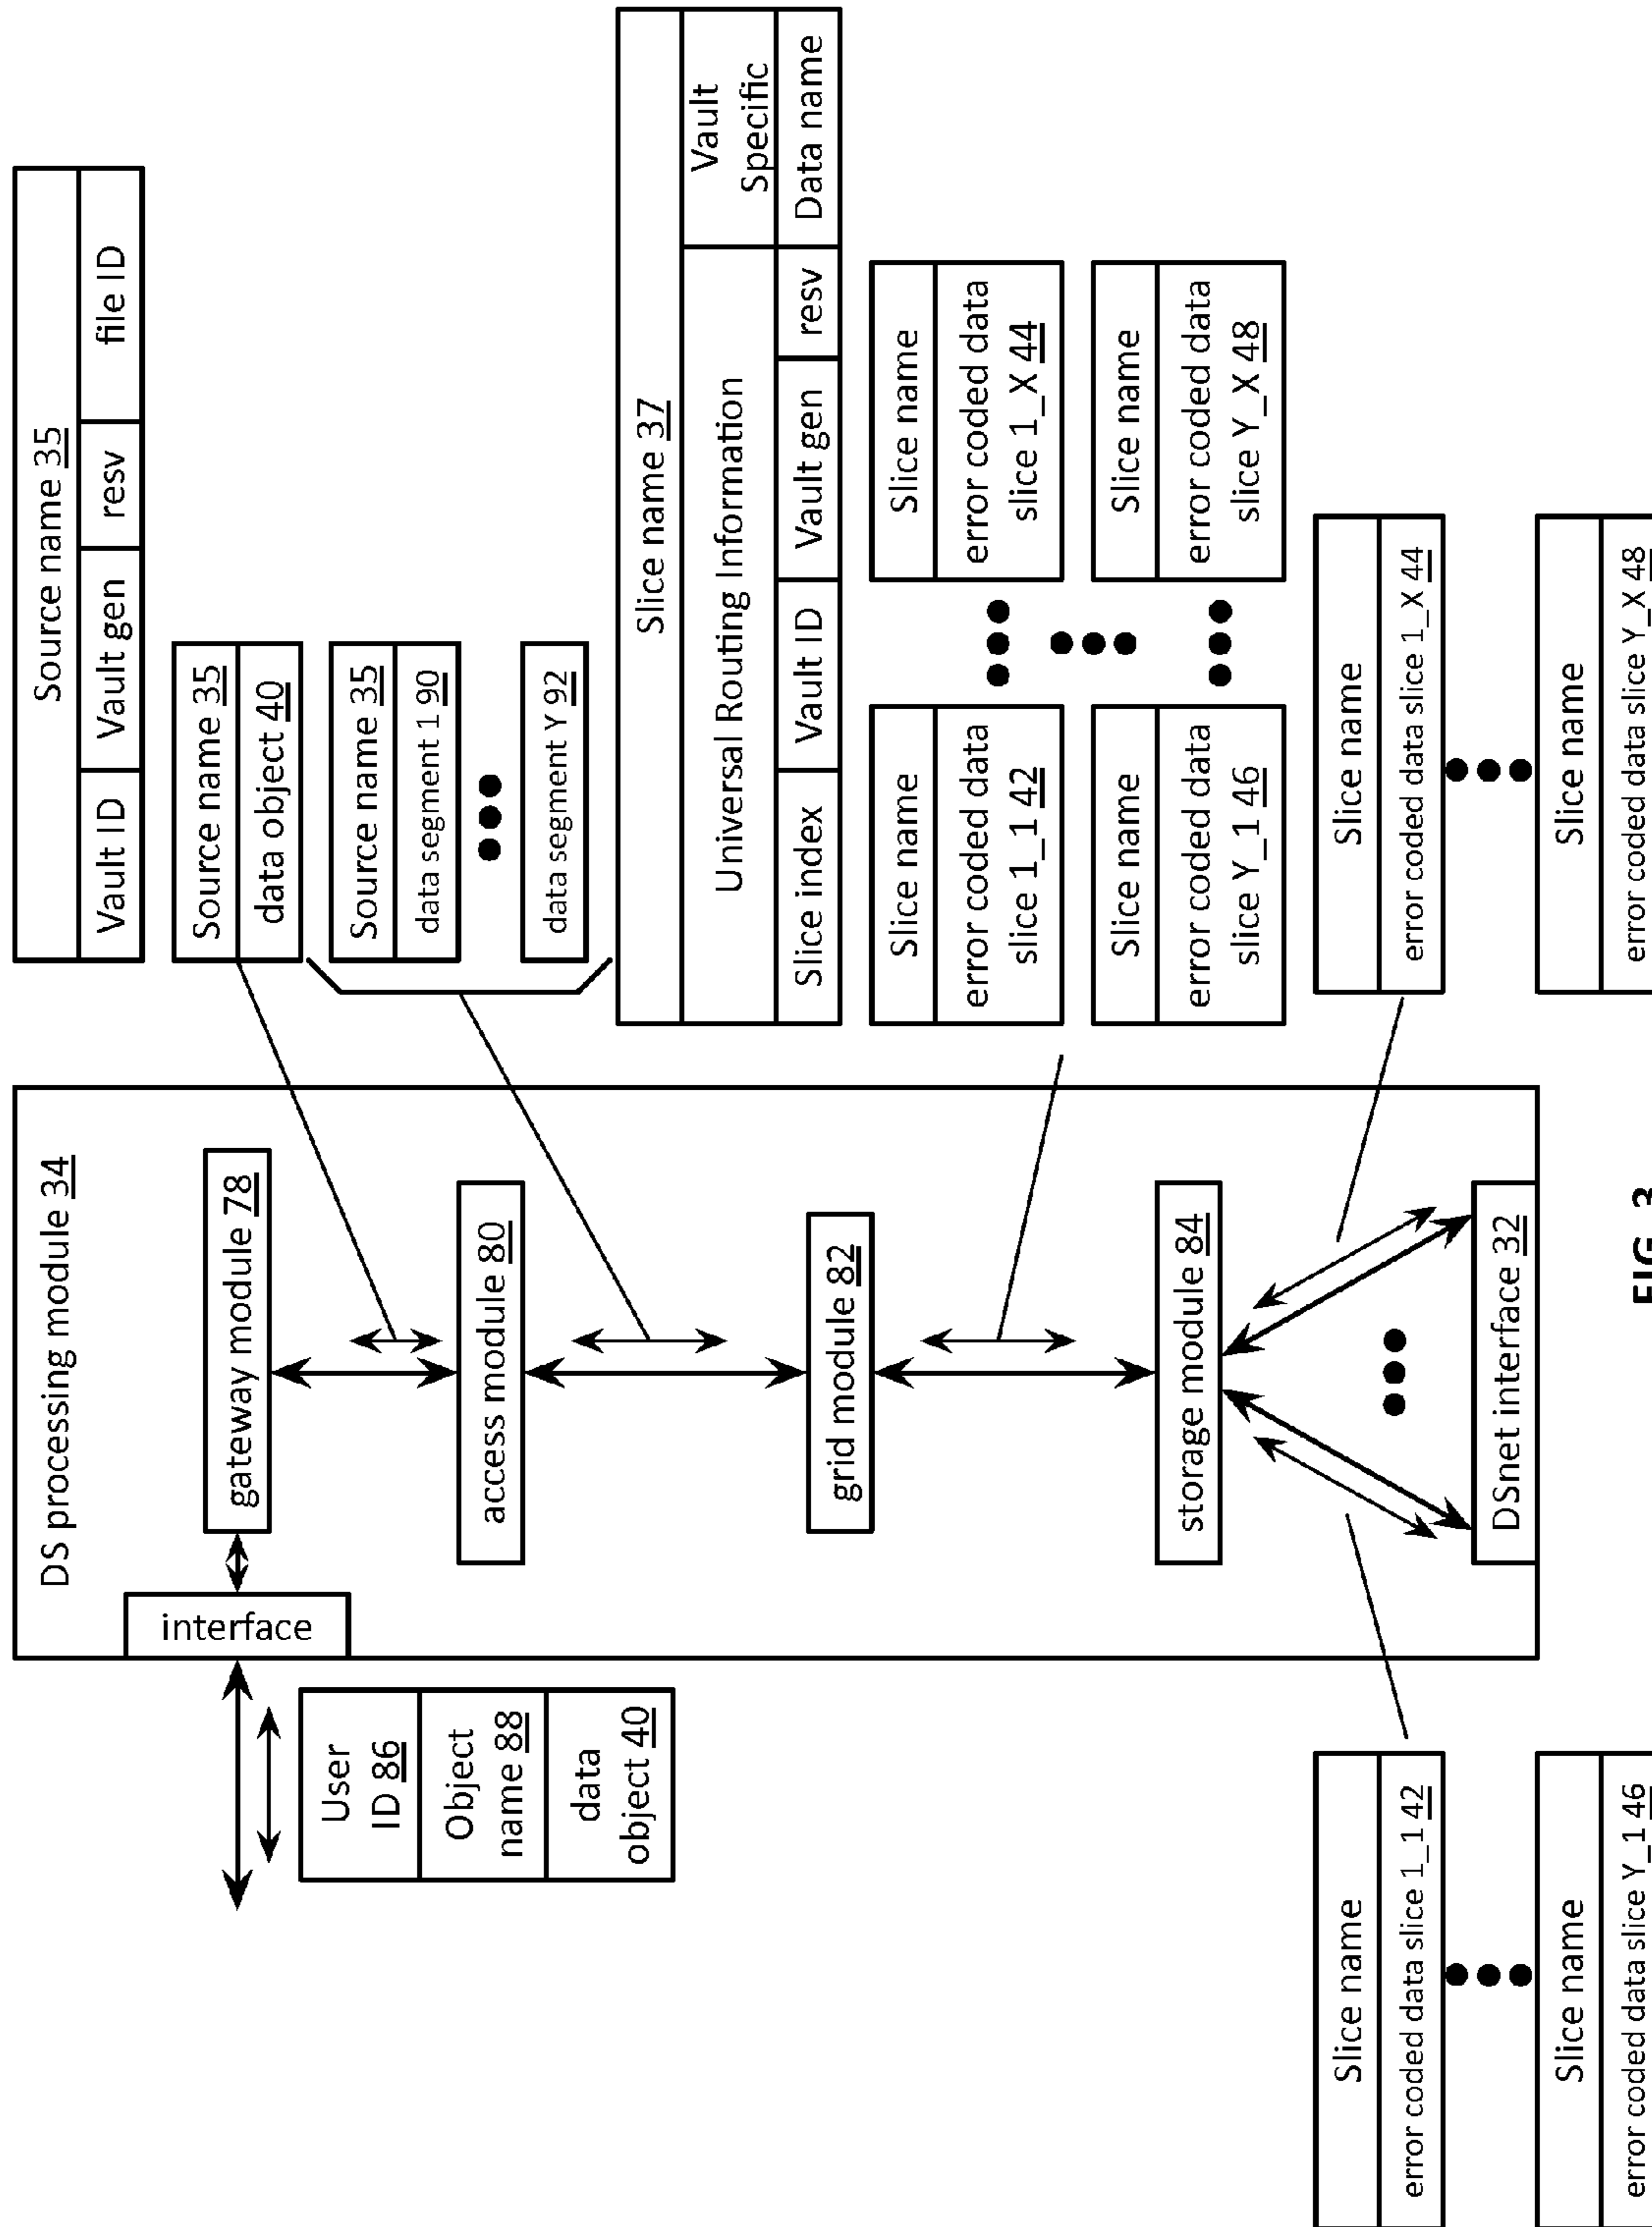 DS processing module 34
interface
gateway module 78
access module 80
grid module 82
storage module 84
DSnet interface 32
User
ID 86
Object
name 88
data
object 40
Source name 35
Vault ID
Vault gen
resv
file ID
Source name 35
data object 40
Source name 35
data segment 1 90
data segment Y 92
Slice name 37
Universal Routing Information
Vault
Specific
Slice index
Vault ID
Vault gen
resv
Data name
Slice name
error coded data
slice 1_1 42
Slice name
error coded data
slice 1_X 44
Slice name
error coded data
slice Y_1 46
Slice name
error coded data
slice Y_X 48
Slice name
error coded data slice 1_1 42
Slice name
error coded data slice Y_1 46
Slice name
error coded data slice 1_X 44
Slice name
error coded data slice Y_X 48
FIG. 3